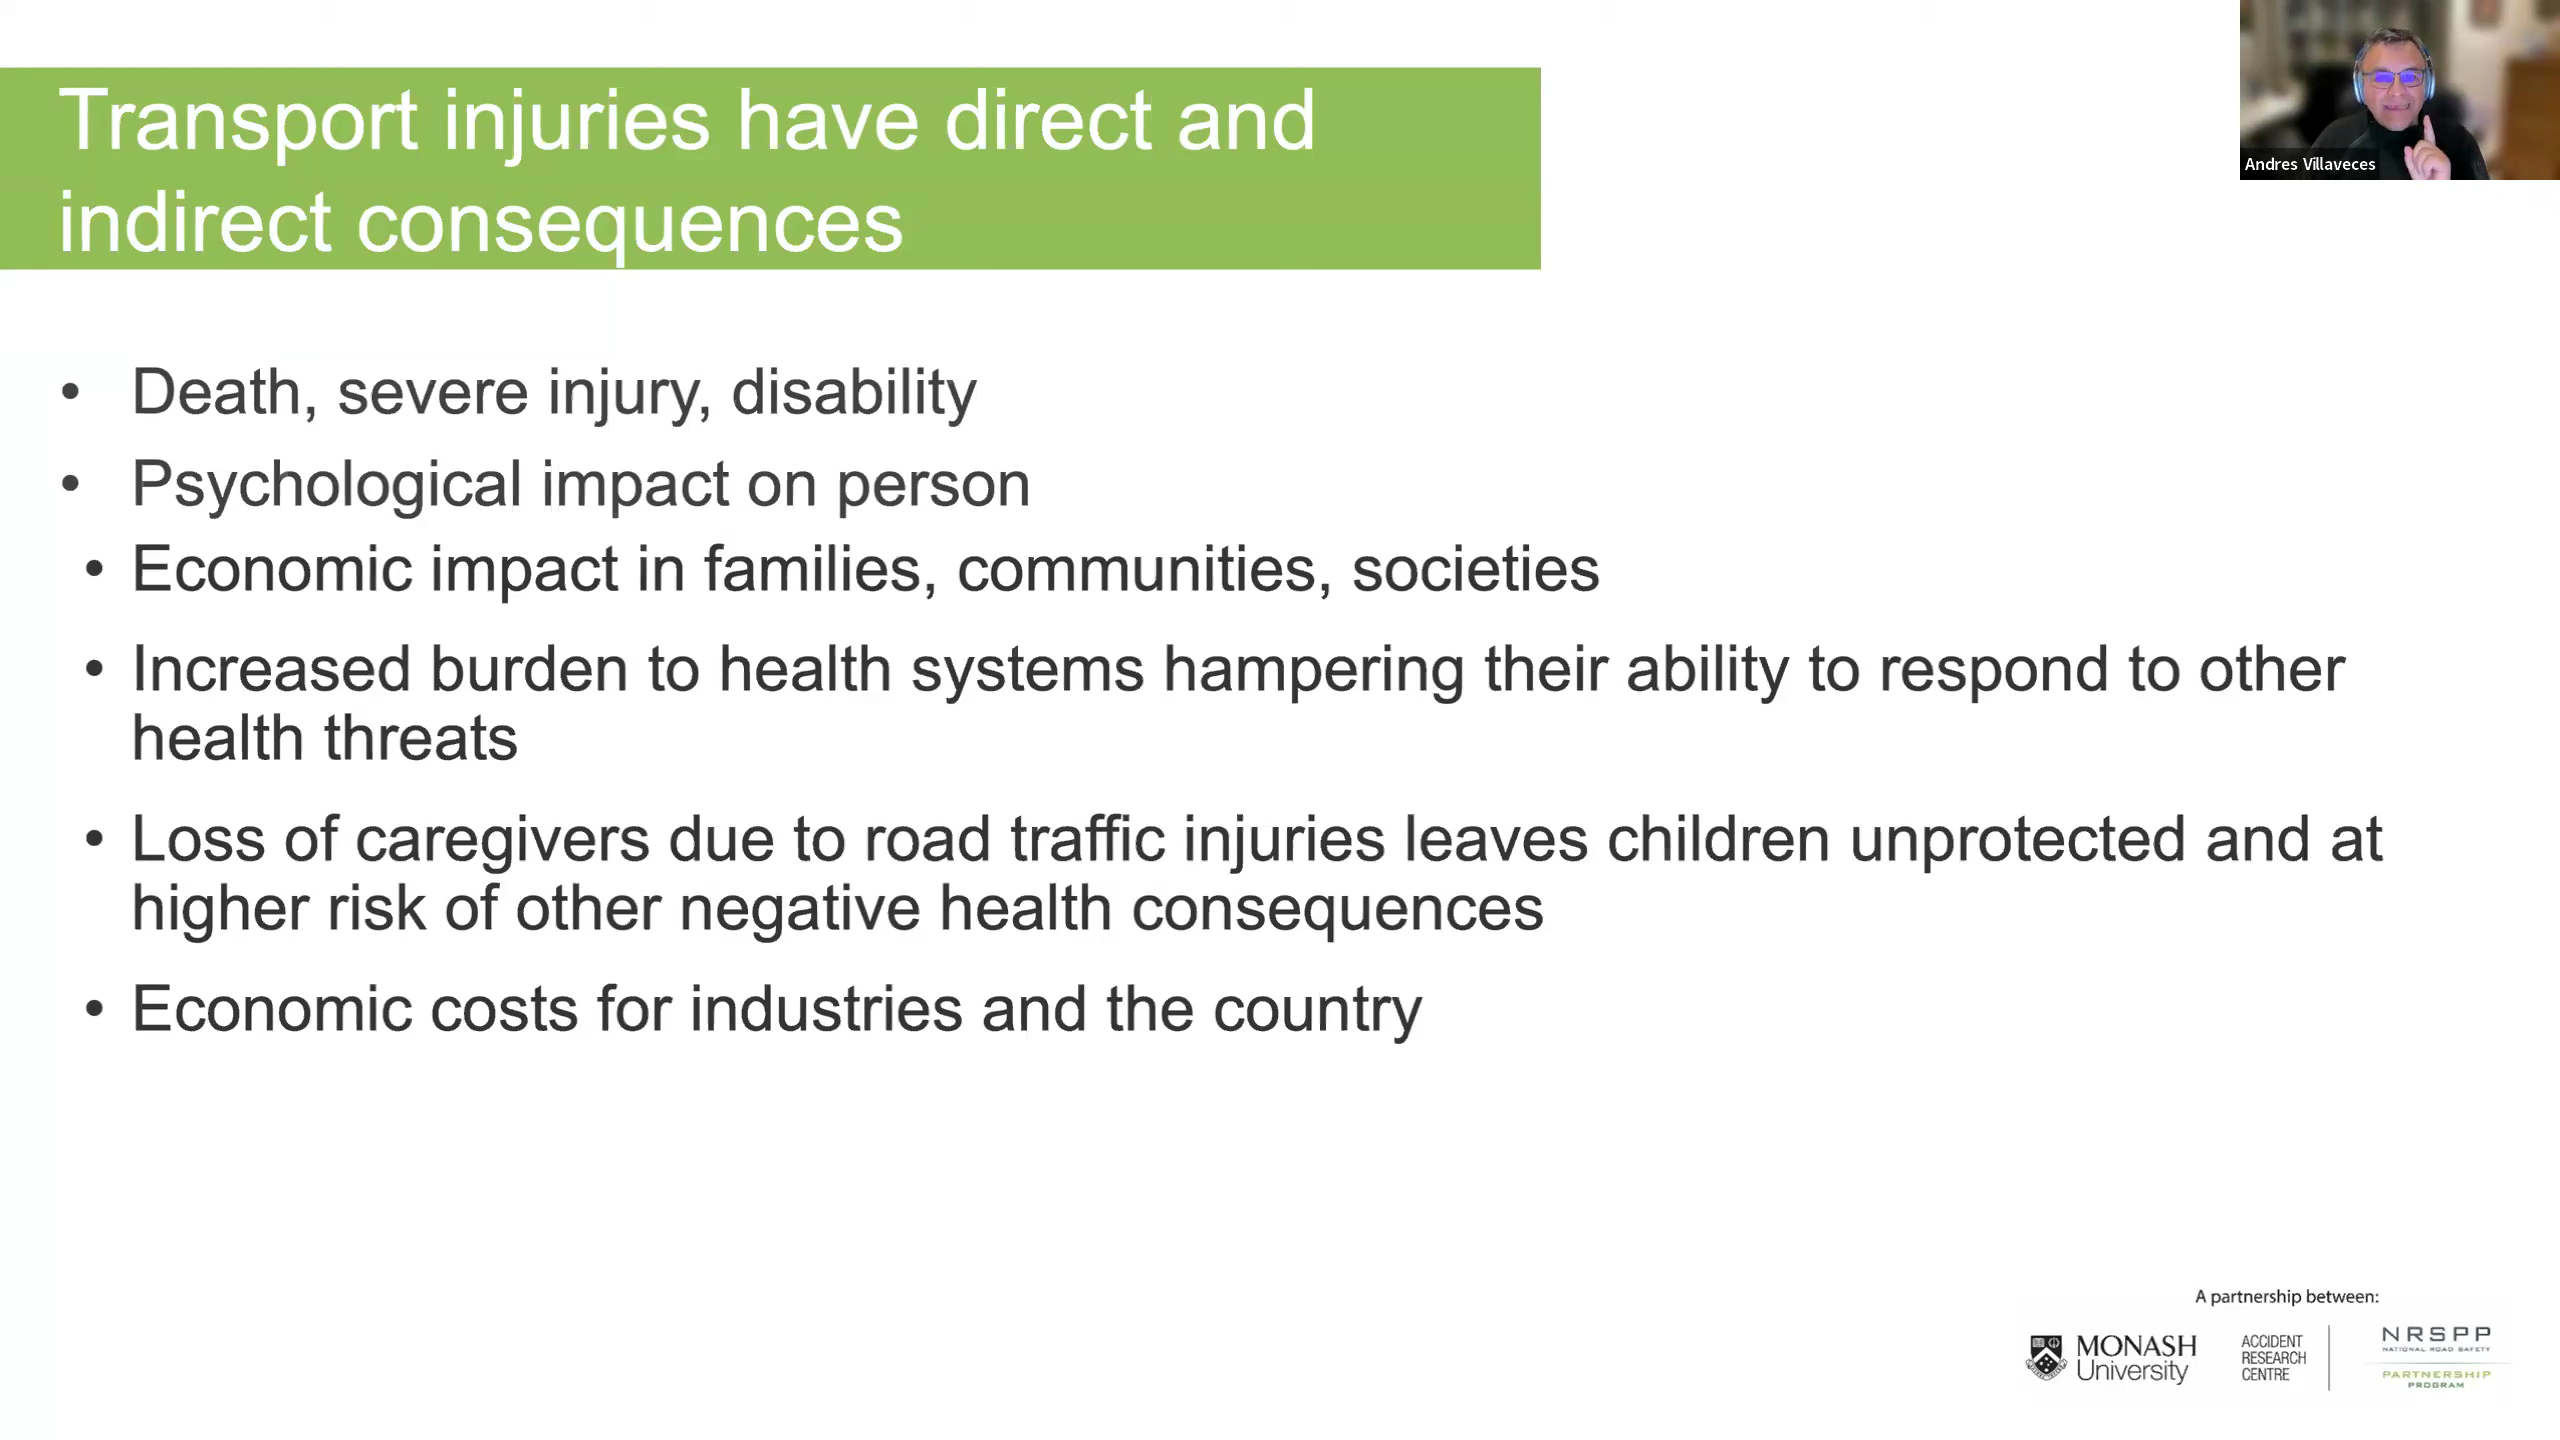 Transport injuries have direct and
indirect consequences
Andres Villaveces
• Death, severe injury, disability
• Psychological impact on person
• Economic impact in families, communities, societies
• Increased burden to health systems hampering their ability to respond to other
health threats
• Loss of caregivers due to road traffic injuries leaves children unprotected and at
higher risk of other negative health consequences
• Economic costs for industries and the country
A partnership between:
MONASH
University
ACCIDENT
RESEARCH
CENTRE
NRSPP
NATIONAL ROAD SAFETY
PARTNERSHIP
PROGRAM